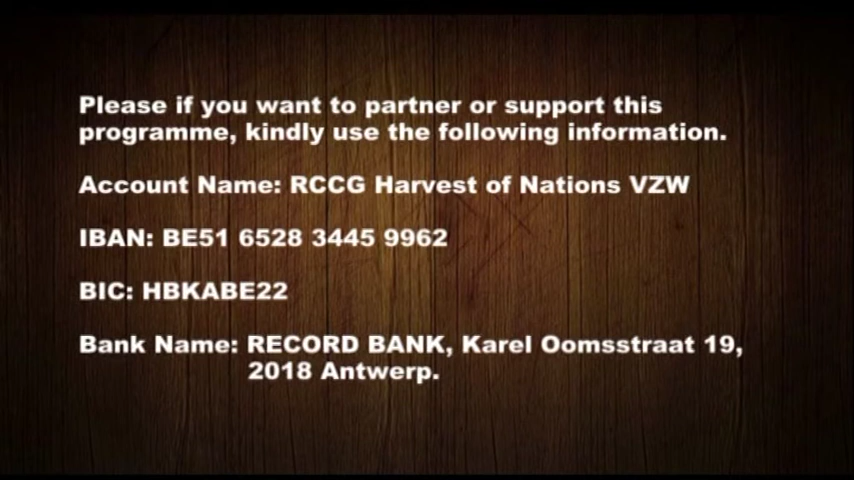 Please if you want to partner or support this
programme, kindly use the following information.
Account Name: RCCG Harvest of Nations VZW
IBAN: BE51 6528 3445 9962
BIC: HBKABE22
Bank Name: RECORD BANK, Karel Oomsstraat 19,
2018 Antwerp.